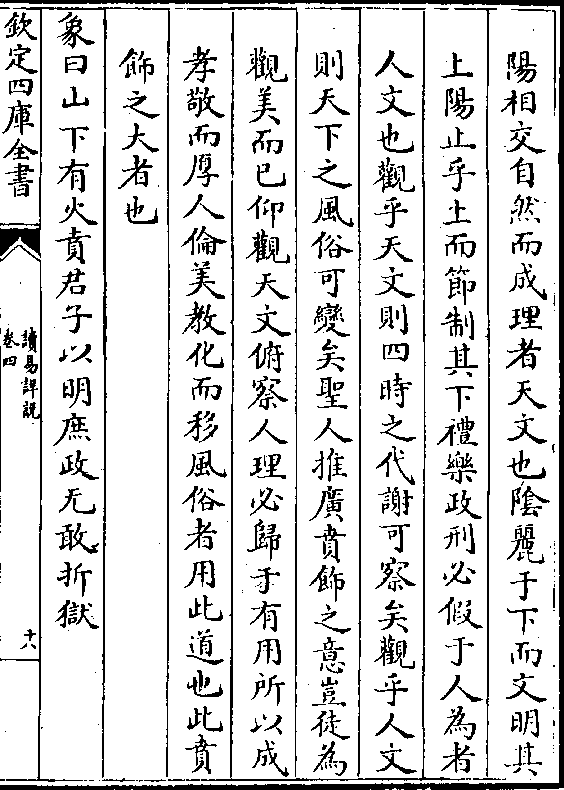 陽相交自然而成理者天文也陰麗于下而文明其
上陽止乎上而節制其下禮樂政刑必假于人為者
人文也觀乎天文則四時之代謝可察矣觀乎人文
則天下之風俗可變矣聖人推廣賁飾之意豈徒為
觀美而已仰觀天文俯察人理必歸于有用所以成
孝敬而厚人倫美教化而移風俗者用此道也此賁
飾之大者也
象曰山下有火賁君子以明庶政无敢折獄
欽定四庫全書
讀易詳說
卷四
十八